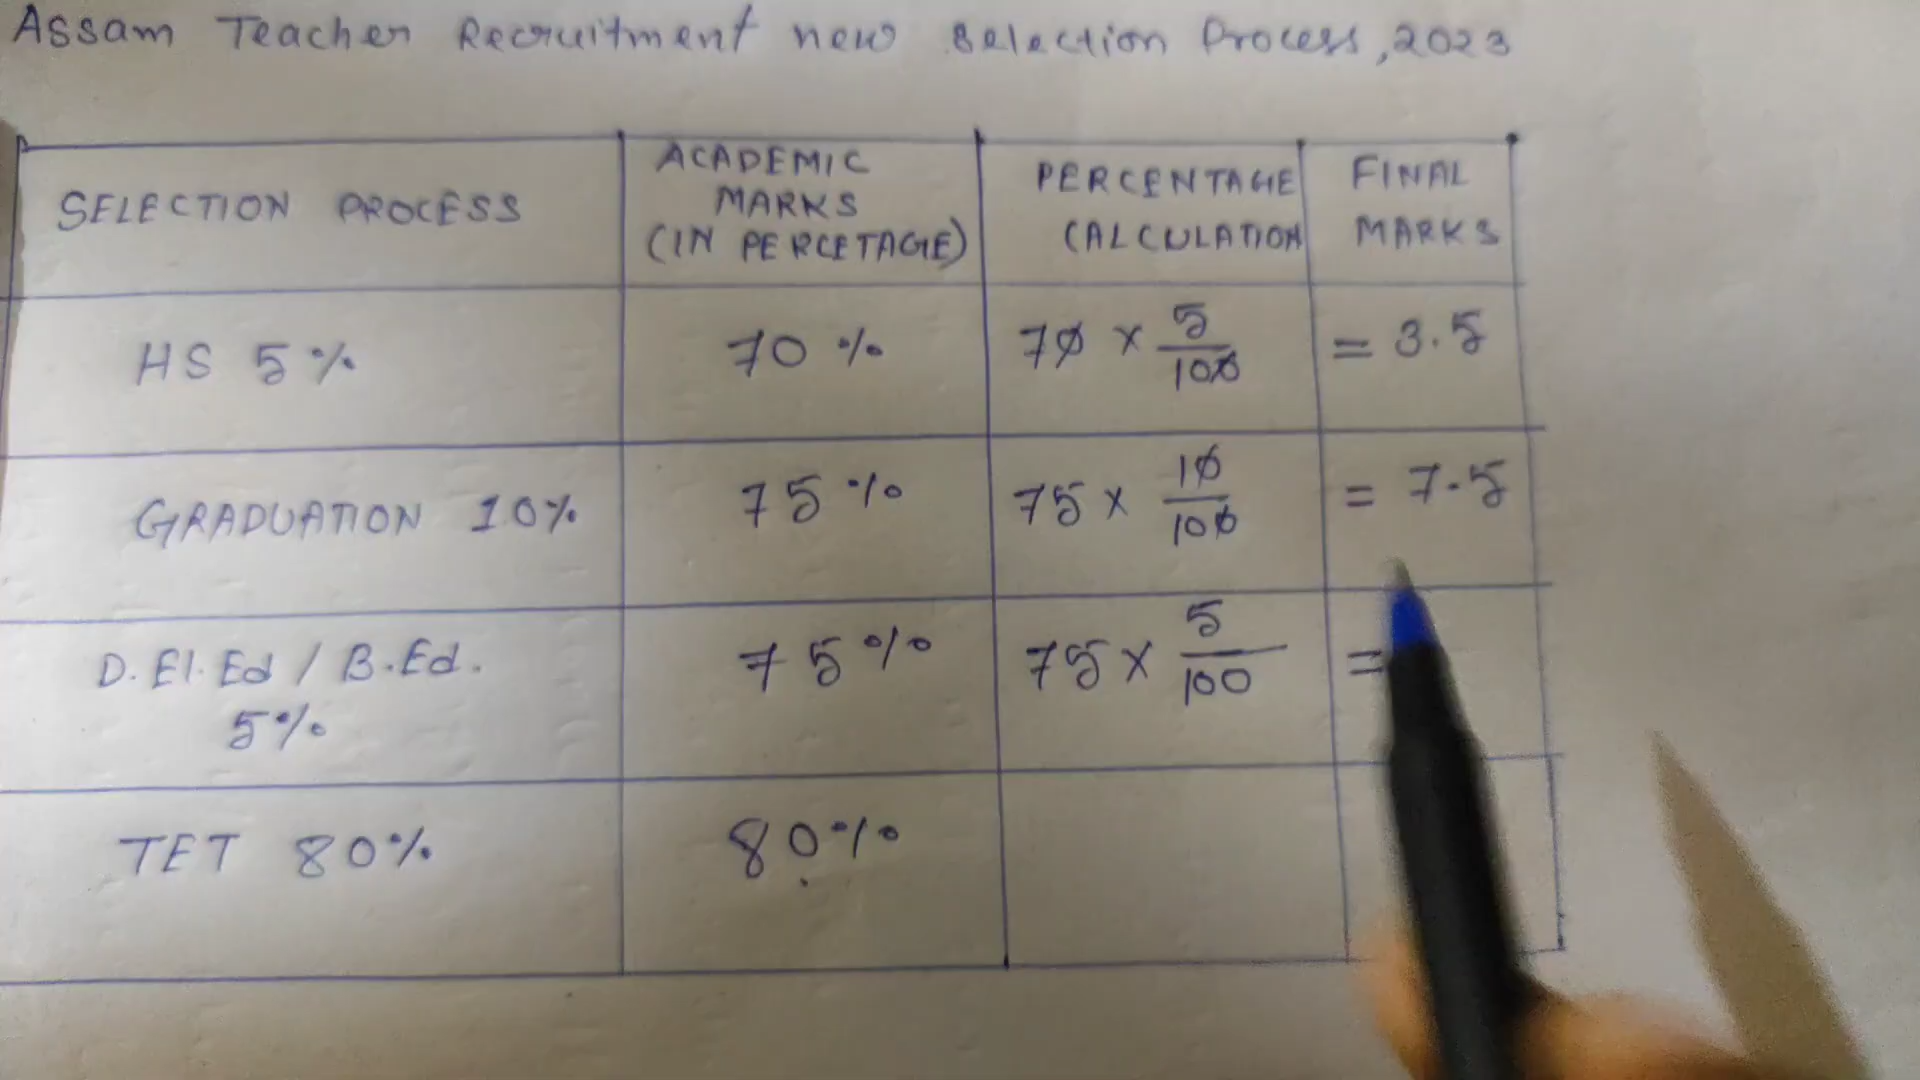 Assam Teacher Recruitment new Selection Process, 2023
SELECTION PROCESS
ACADEMIC
MARKS
(IN PERCETAGE)
PERCENTAGE
CALCULATION
FINAL
MARKS
HS 5%
70%
70 × 5/100
= 3.5
GRADUATION 10%
75%
75 × 10/100
= 7.5
D.El.Ed / B.Ed.
5%
75%
75 × 5/100
=
TET 80%
80%